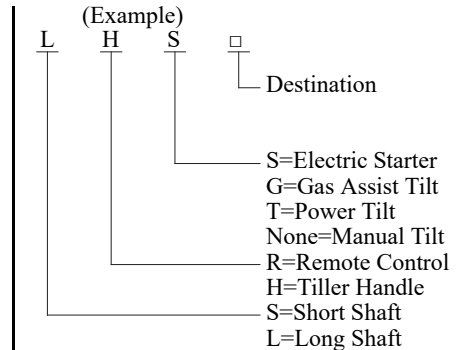 (Example)
L H S □
Destination
S=Electric Starter
G=Gas Assist Tilt
T=Power Tilt
None=Manual Tilt
R=Remote Control
H=Tiller Handle
S=Short Shaft
L=Long Shaft